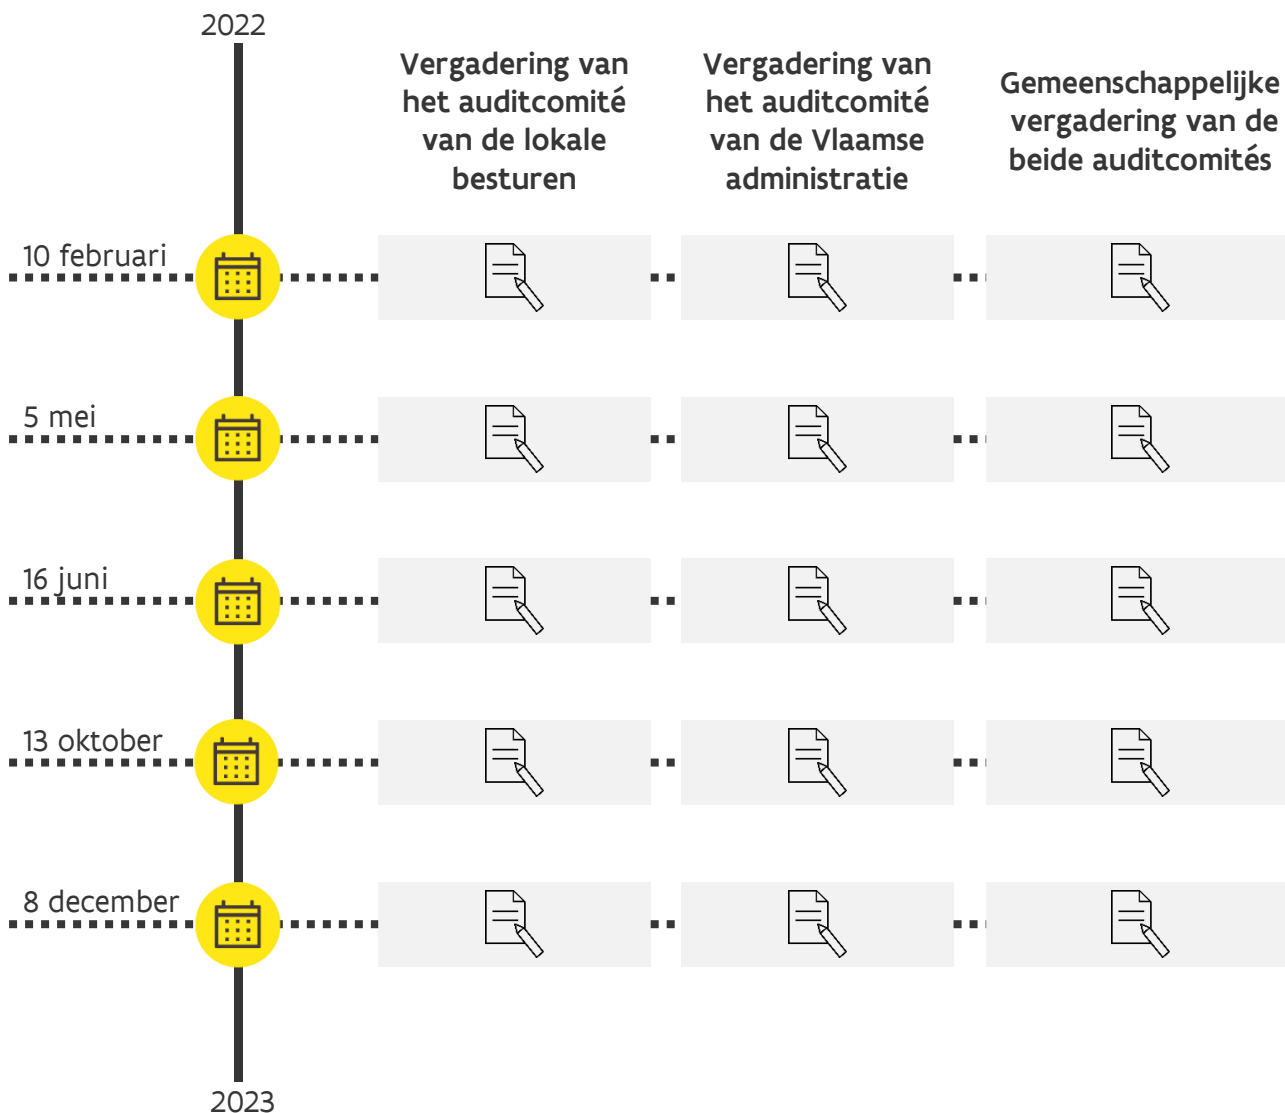 2022
Vergadering van
het auditcomité
van de lokale
besturen
Vergadering van
het auditcomité
van de Vlaamse
administratie
Gemeenschappelijke
vergadering van de
beide auditcomités
10 februari
5 mei
16 juni
13 oktober
8 december
2023